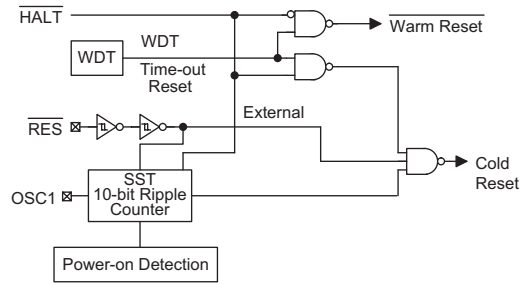 HALT
WDT
WDT
Time-out
Reset
Warm Reset
RES
External
Cold
Reset
OSC1
SST
10-bit Ripple
Counter
Power-on Detection